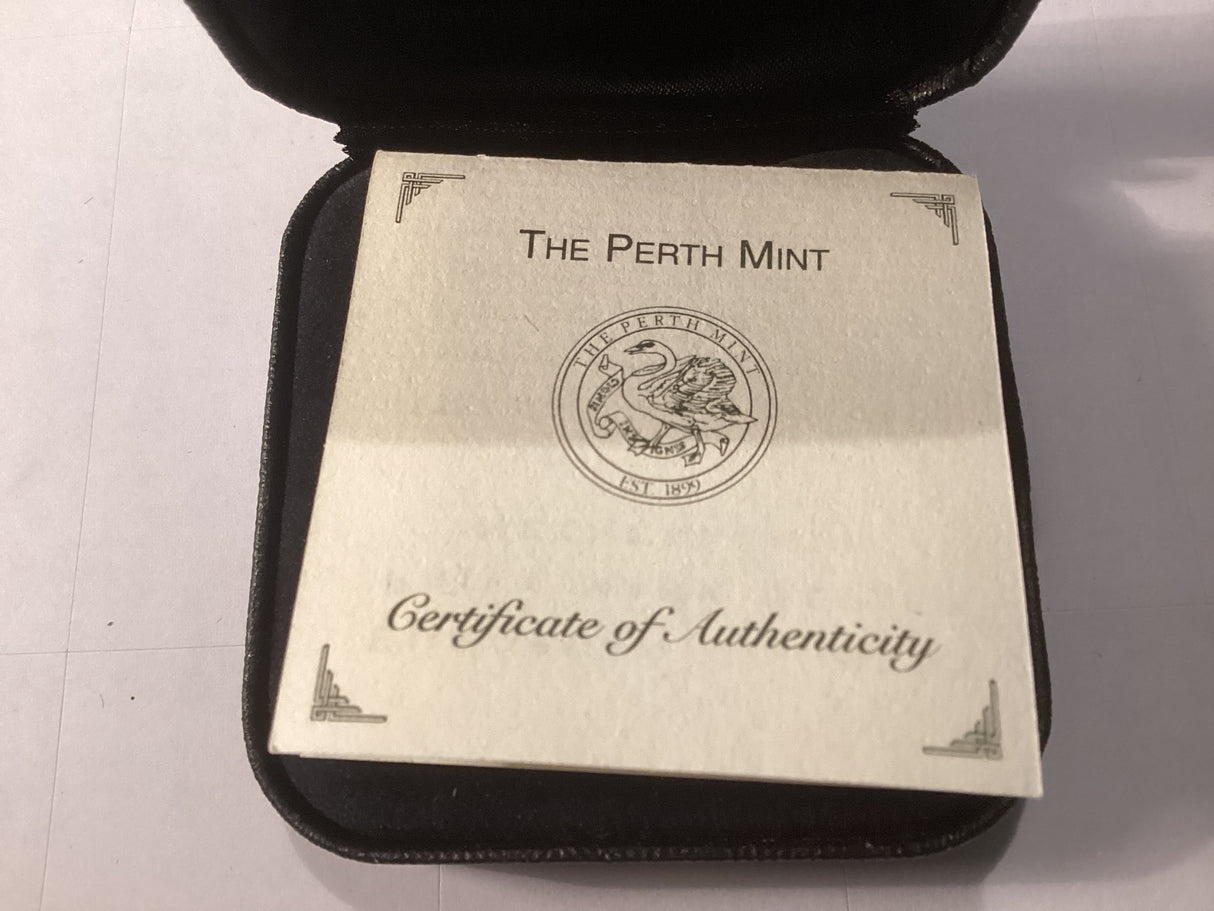 THE PERTH MINT
THE PERTH MINT
EST. 1899
Certificate of Authenticity